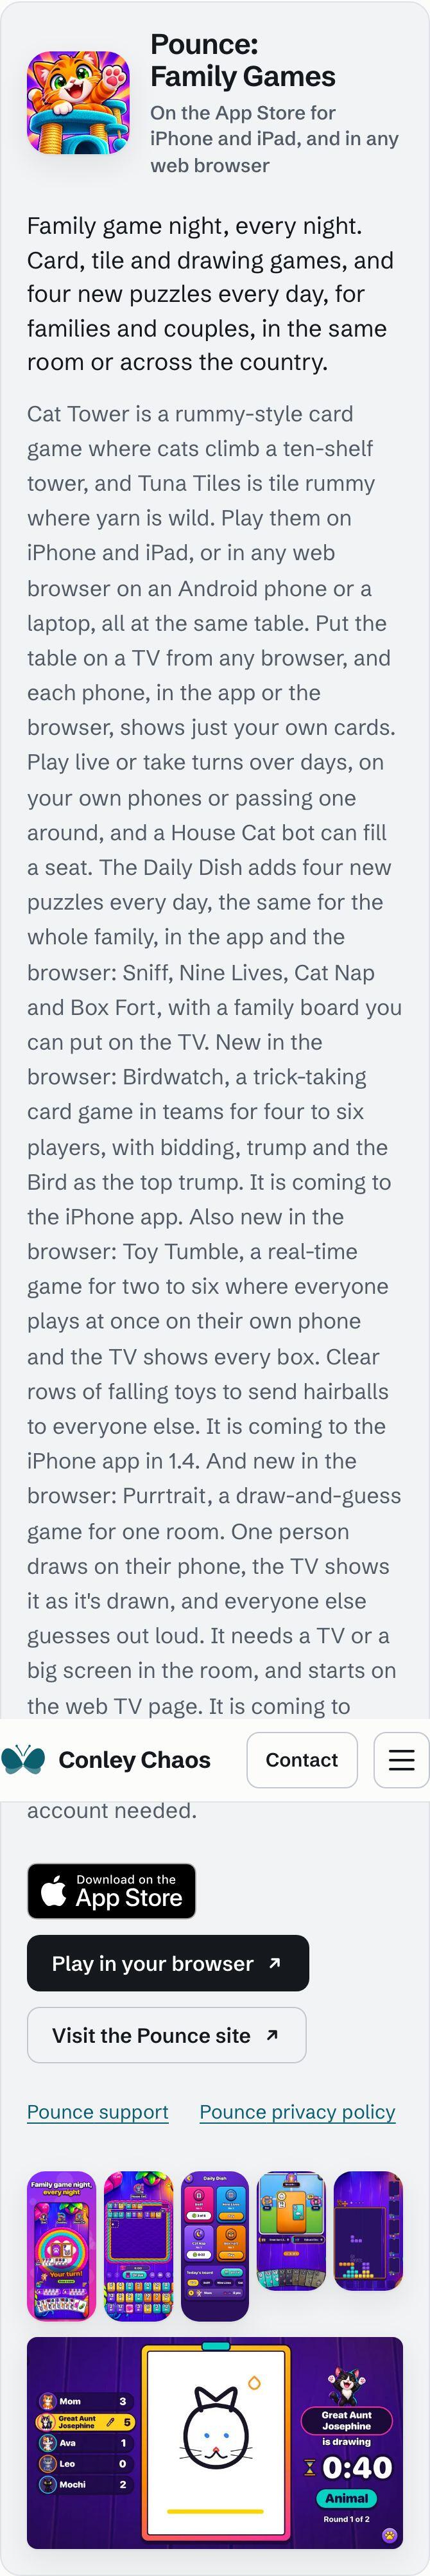 Pounce:
Family Games
On the App Store for
iPhone and iPad, and in any
web browser
Family game night, every night.
Card, tile and drawing games, and
four new puzzles every day, for
families and couples, in the same
room or across the country.
Cat Tower is a rummy-style card
game where cats climb a ten-shelf
tower, and Tuna Tiles is tile rummy
where yarn is wild. Play them on
iPhone and iPad, or in any web
browser on an Android phone or a
laptop, all at the same table. Put the
table on a TV from any browser, and
each phone, in the app or the
browser, shows just your own cards.
Play live or take turns over days, on
your own phones or passing one
around, and a House Cat bot can fill
a seat. The Daily Dish adds four new
puzzles every day, the same for the
whole family, in the app and the
browser: Sniff, Nine Lives, Cat Nap
and Box Fort, with a family board you
can put on the TV. New in the
browser: Birdwatch, a trick-taking
card game in teams for four to six
players, with bidding, trump and the
Bird as the top trump. It is coming to
the iPhone app. Also new in the
browser: Toy Tumble, a real-time
game for two to six where everyone
plays at once on their own phone
and the TV shows every box. Clear
rows of falling toys to send hairballs
to everyone else. It is coming to the
iPhone app in 1.4. And new in the
browser: Purrtrait, a draw-and-guess
game for one room. One person
draws on their phone, the TV shows
it as it's drawn, and everyone else
guesses out loud. It needs a TV or a
big screen in the room, and starts on
the web TV page. It is coming to
Conley Chaos
Contact
account needed.
Download on the
App Store
Play in your browser
Visit the Pounce site
Pounce support
Pounce privacy policy
Family game night,
every night
Your turn!
Daily Dish
Mom 3
Great Aunt
Josephine 5
Ava 1
Leo 0
Mochi 2
Great Aunt
Josephine
is drawing
0:40
Animal
Round 1 of 2